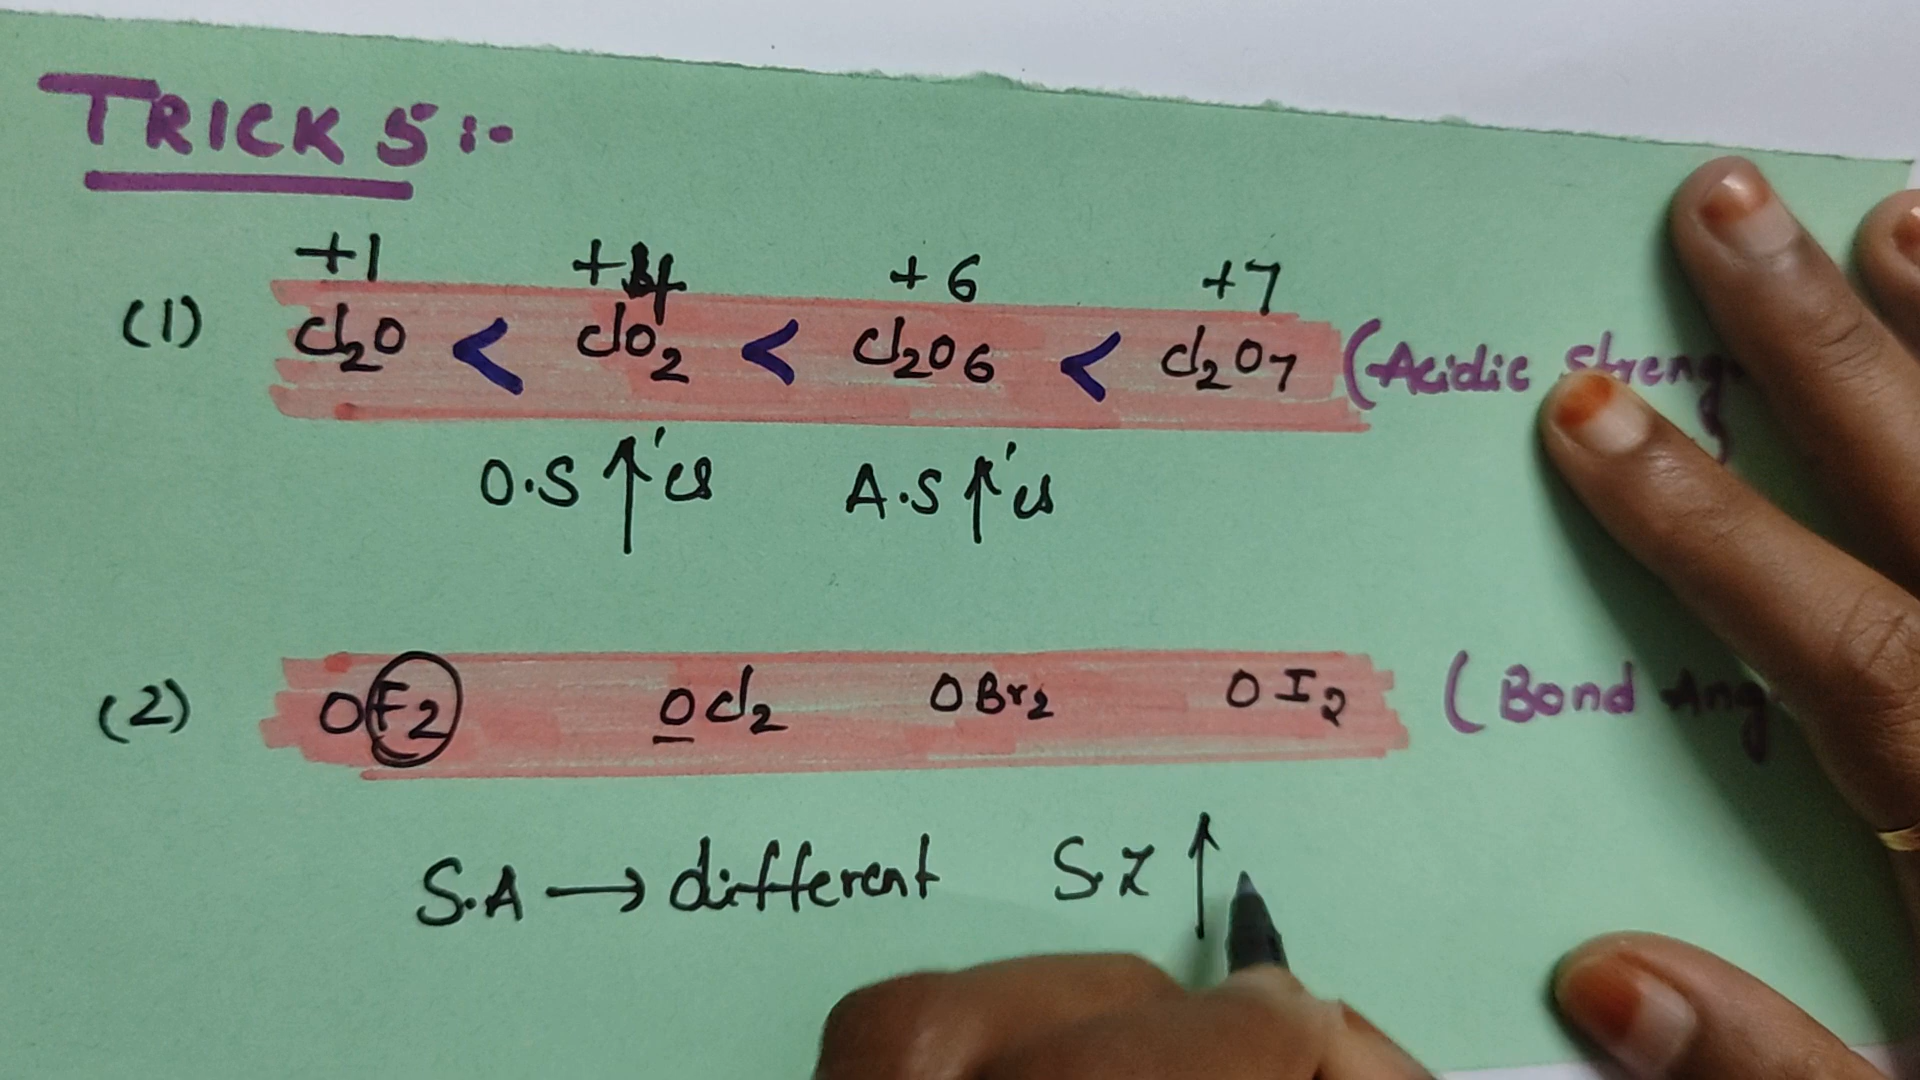 TRICK 5 :-
+1 +4 +6 +7
(1) Cl₂O < ClO₂ < Cl₂O₆ < Cl₂O₇ (Acidic
O.S ↑'es A.S ↑'es
(2) OF₂ OCl₂ OBr₂ OI₂ (Bond
S.A → different S.Z ↑